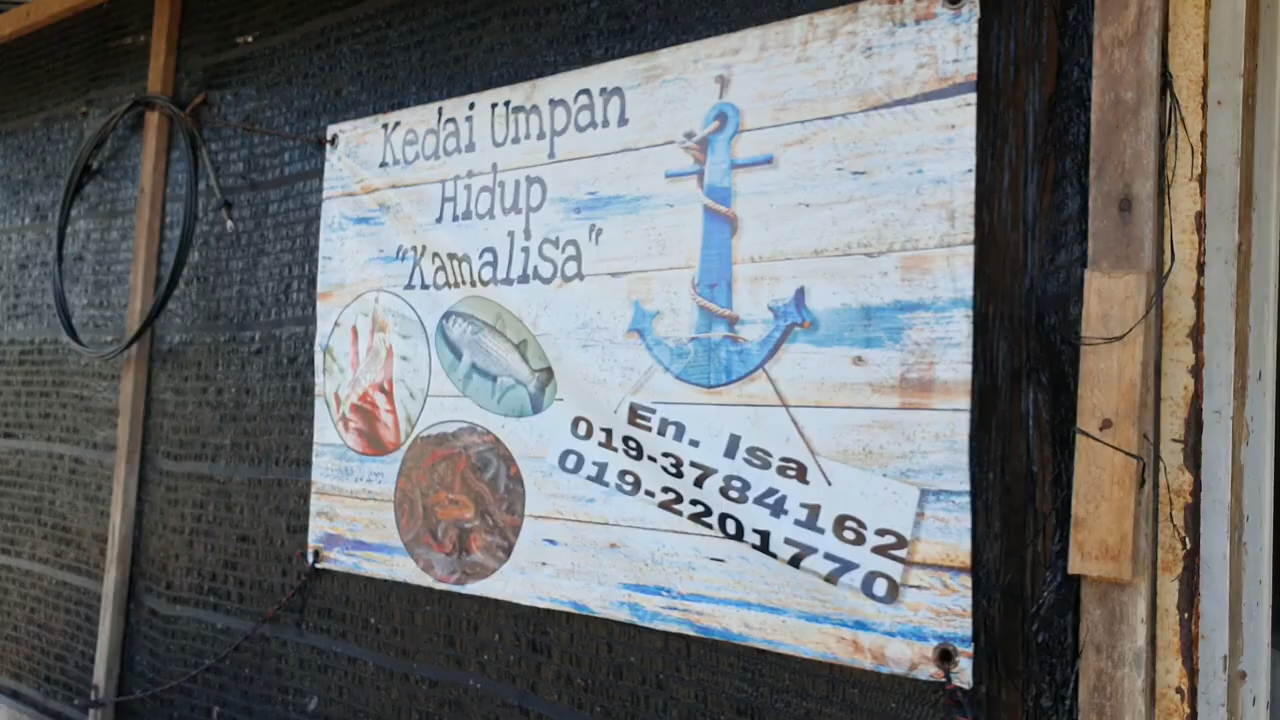 Kedai Umpan
Hidup
"Kamalisa"
En. Isa
019-3784162
019-2201770